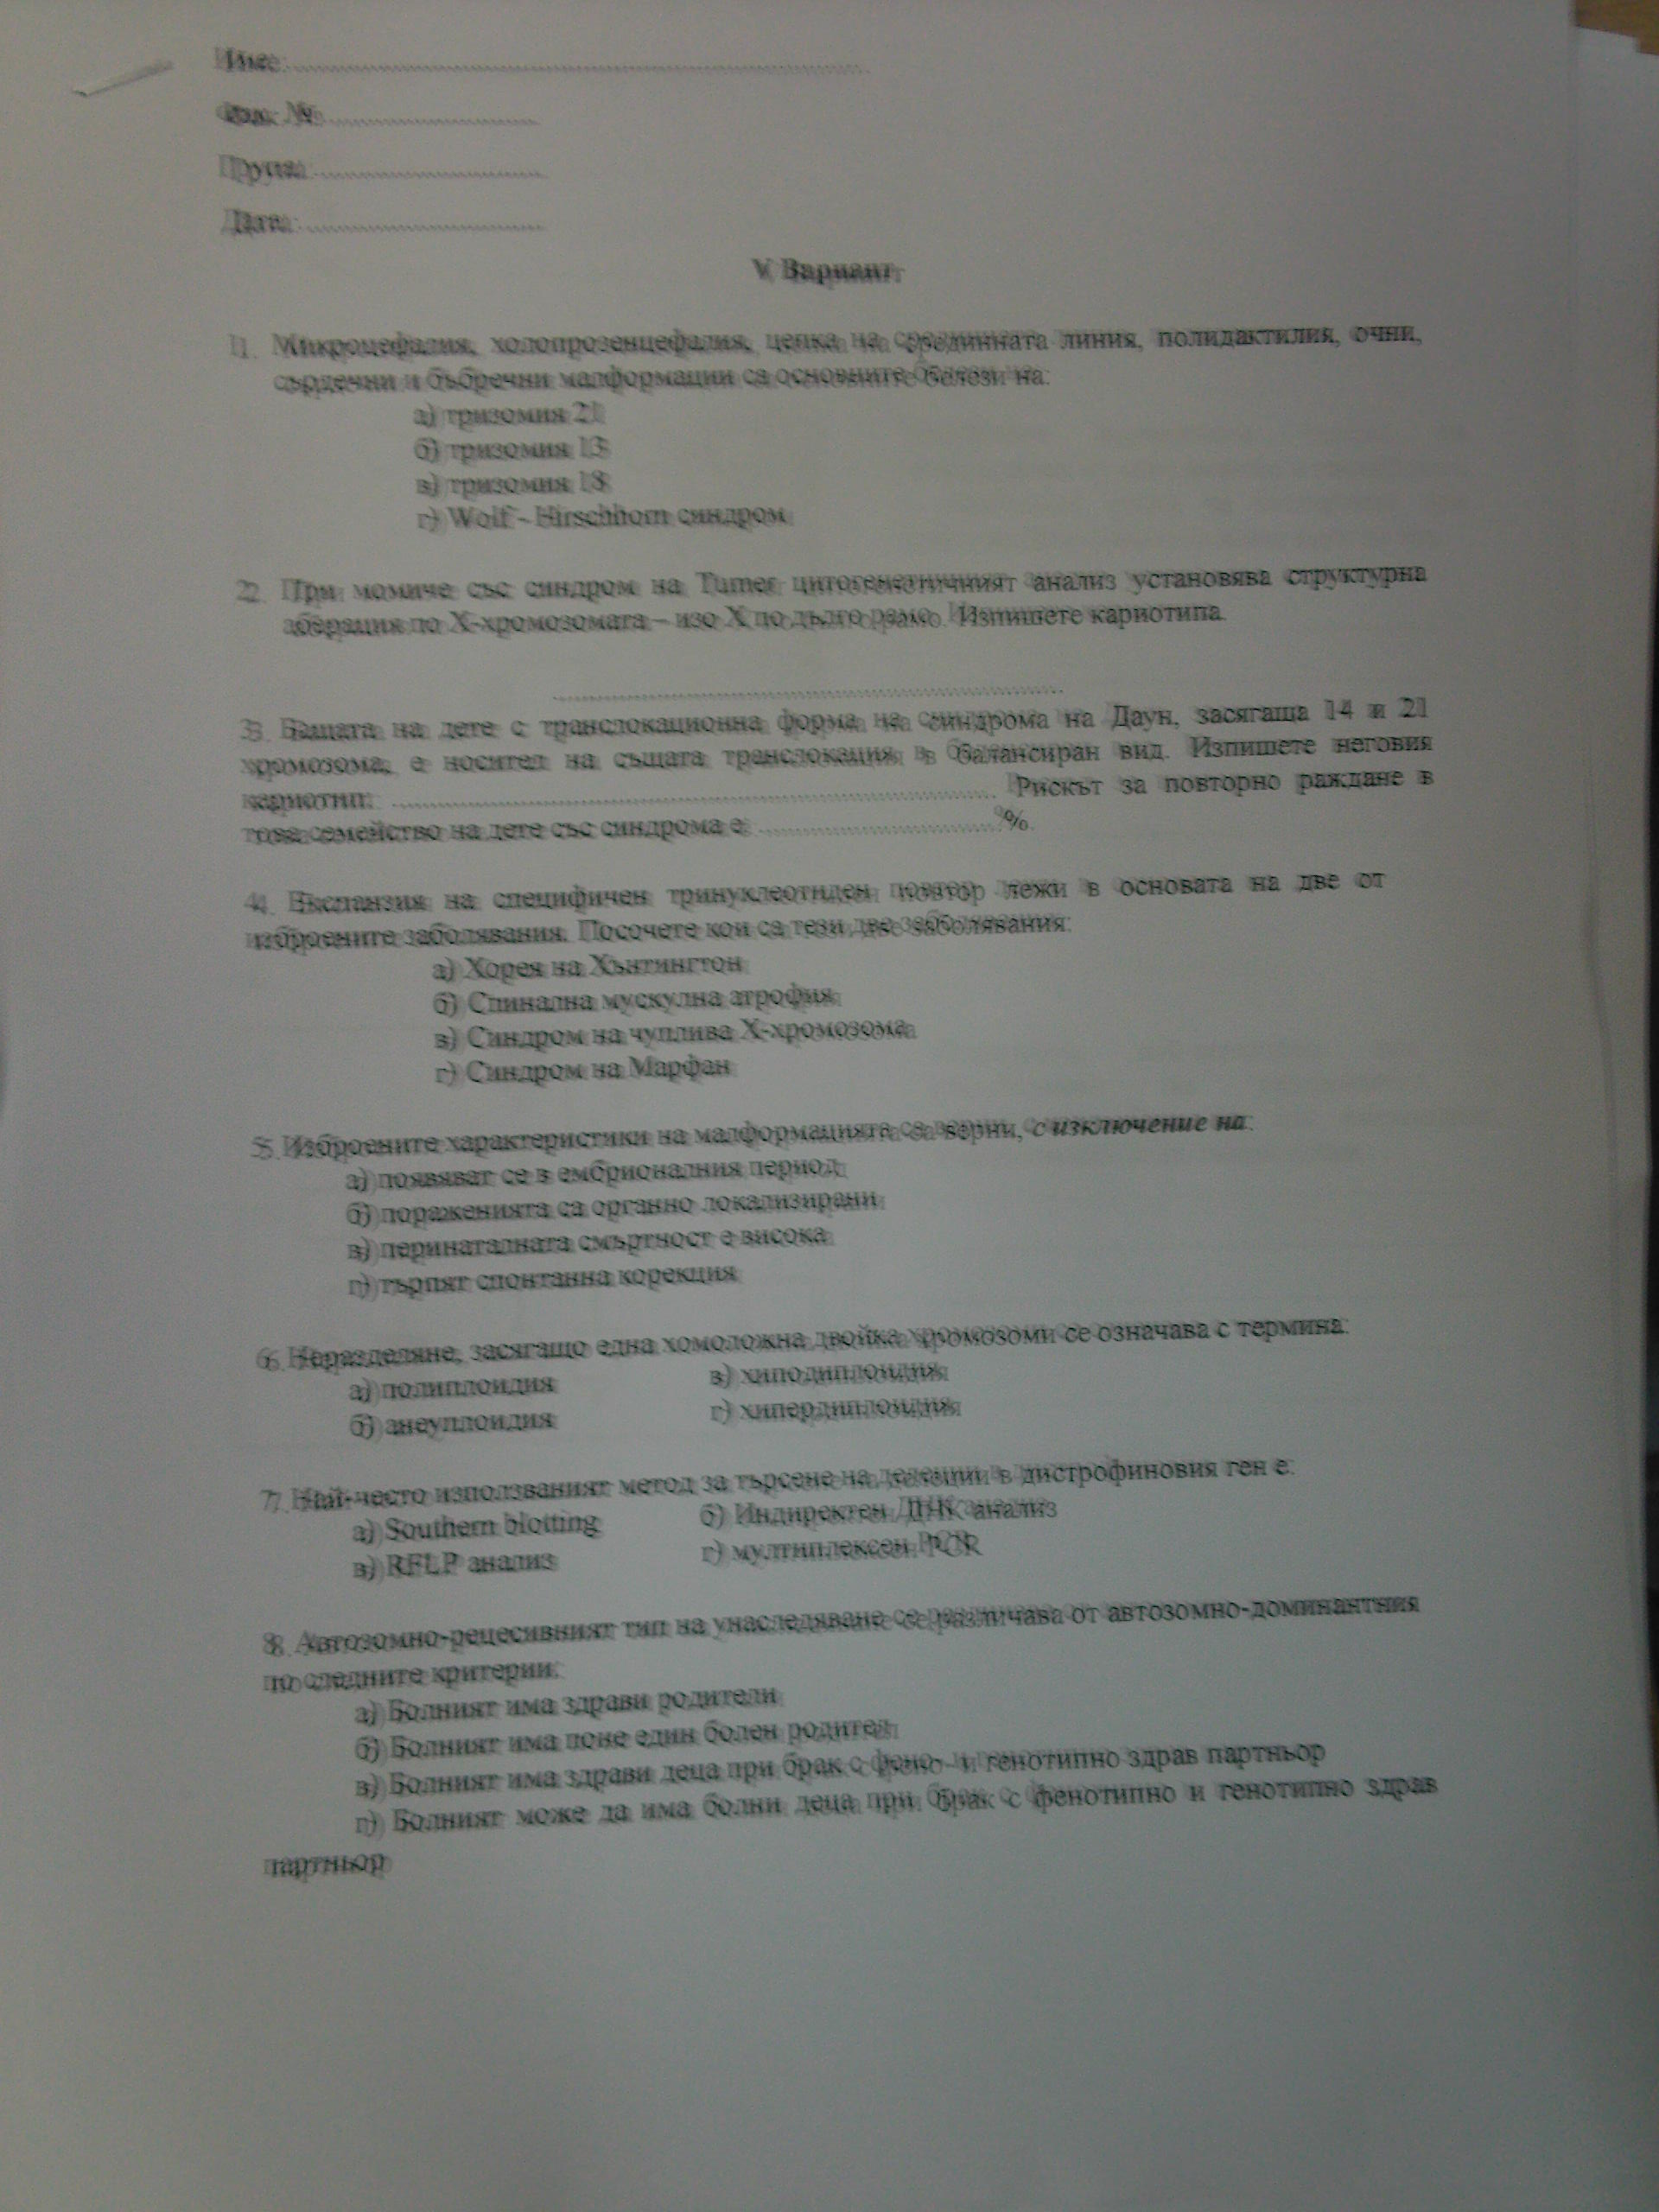 Име:
Фак. №
Група:
Дата:
V Вариант
1. Микроцефалия, холопрозенцефалия, цепка на срединната линия, полидактилия, очни,
сърдечни и бъбречни малформации са основните белези на:
а) тризомия 21
б) тризомия 13
в) тризомия 18
г) Wolf - Hirschhorn синдром
2. При момиче със синдром на Turner цитогенетичният анализ установява структурна
аберация по Х-хромозомата – изо Х по дълго рамо. Изпишете кариотипа.
3. Бащата на дете с транслокационна форма на синдрома на Даун, засягаща 14 и 21
хромозома, е носител на същата транслокация в балансиран вид. Изпишете неговия
кариотип: Рискът за повторно раждане в
това семейство на дете със синдрома е %.
4. Експанзия на специфичен тринуклеотиден повтор лежи в основата на две от
изброените заболявания. Посочете кои са тези две заболявания:
а) Хорея на Хънтингтон
б) Спинална мускулна атрофия
в) Синдром на чуплива Х-хромозома
г) Синдром на Марфан
5. Изброените характеристики на малформацията са верни, с изключение на:
а) появяват се в ембрионалния период
б) пораженията са органно локализирани
в) перинаталната смъртност е висока
г) търпят спонтанна корекция
6. Неразделяне, засягащо една хомоложна двойка хромозоми се означава с термина:
а) полиплоидия в) хиподиплоидия
б) анеуплоидия г) хипердиплоидия
7. Най-често използваният метод за търсене на делеции в дистрофиновия ген е:
а) Southern blotting б) Индиректен ДНК анализ
в) RFLP анализ г) мултиплексен PCR
8. Автозомно-рецесивният тип на унаследяване се различава от автозомно-доминантния
по следните критерии:
а) Болният има здрави родители
б) Болният има поне един болен родител
в) Болният има здрави деца при брак с фено- и генотипно здрав партньор
г) Болният може да има болни деца при брак с фенотипно и генотипно здрав
партньор